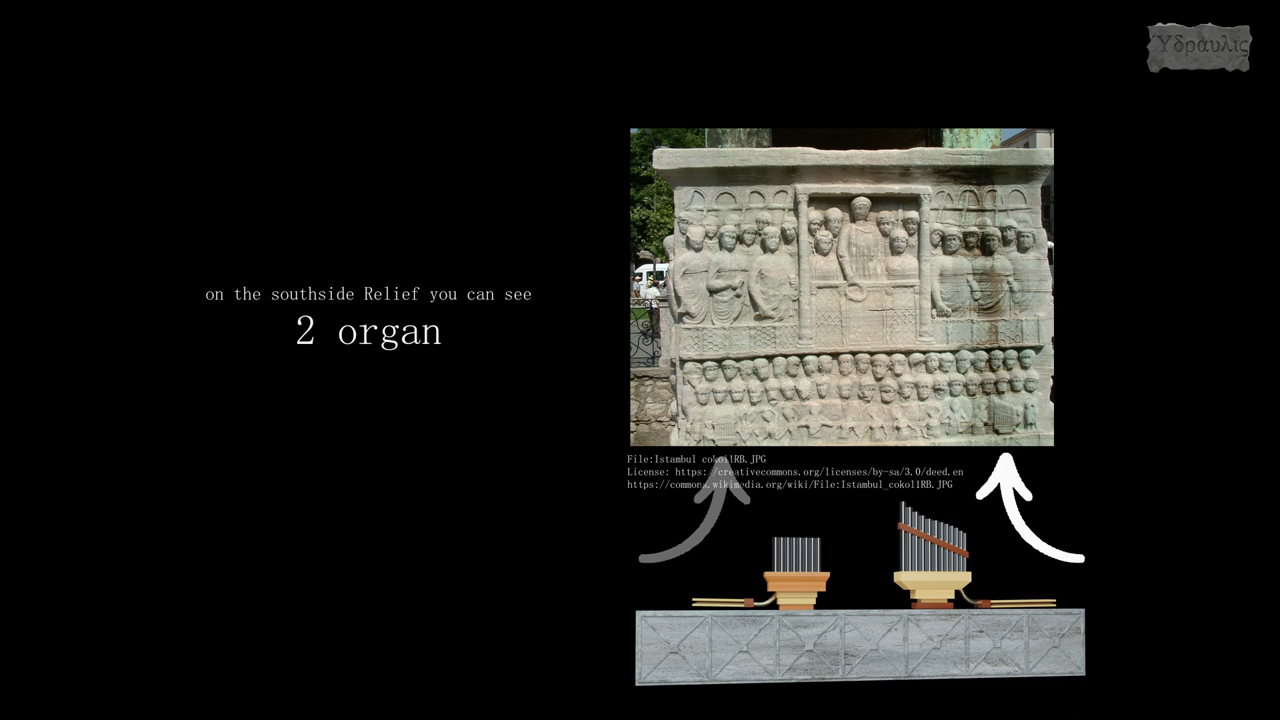 Ὕδραυλις
on the southside Relief you can see
2 organ
File:Istambul cokol1RB.JPG
License: https://creativecommons.org/licenses/by-sa/3.0/deed.en
https://commons.wikimedia.org/wiki/File:Istambul_cokol1RB.JPG